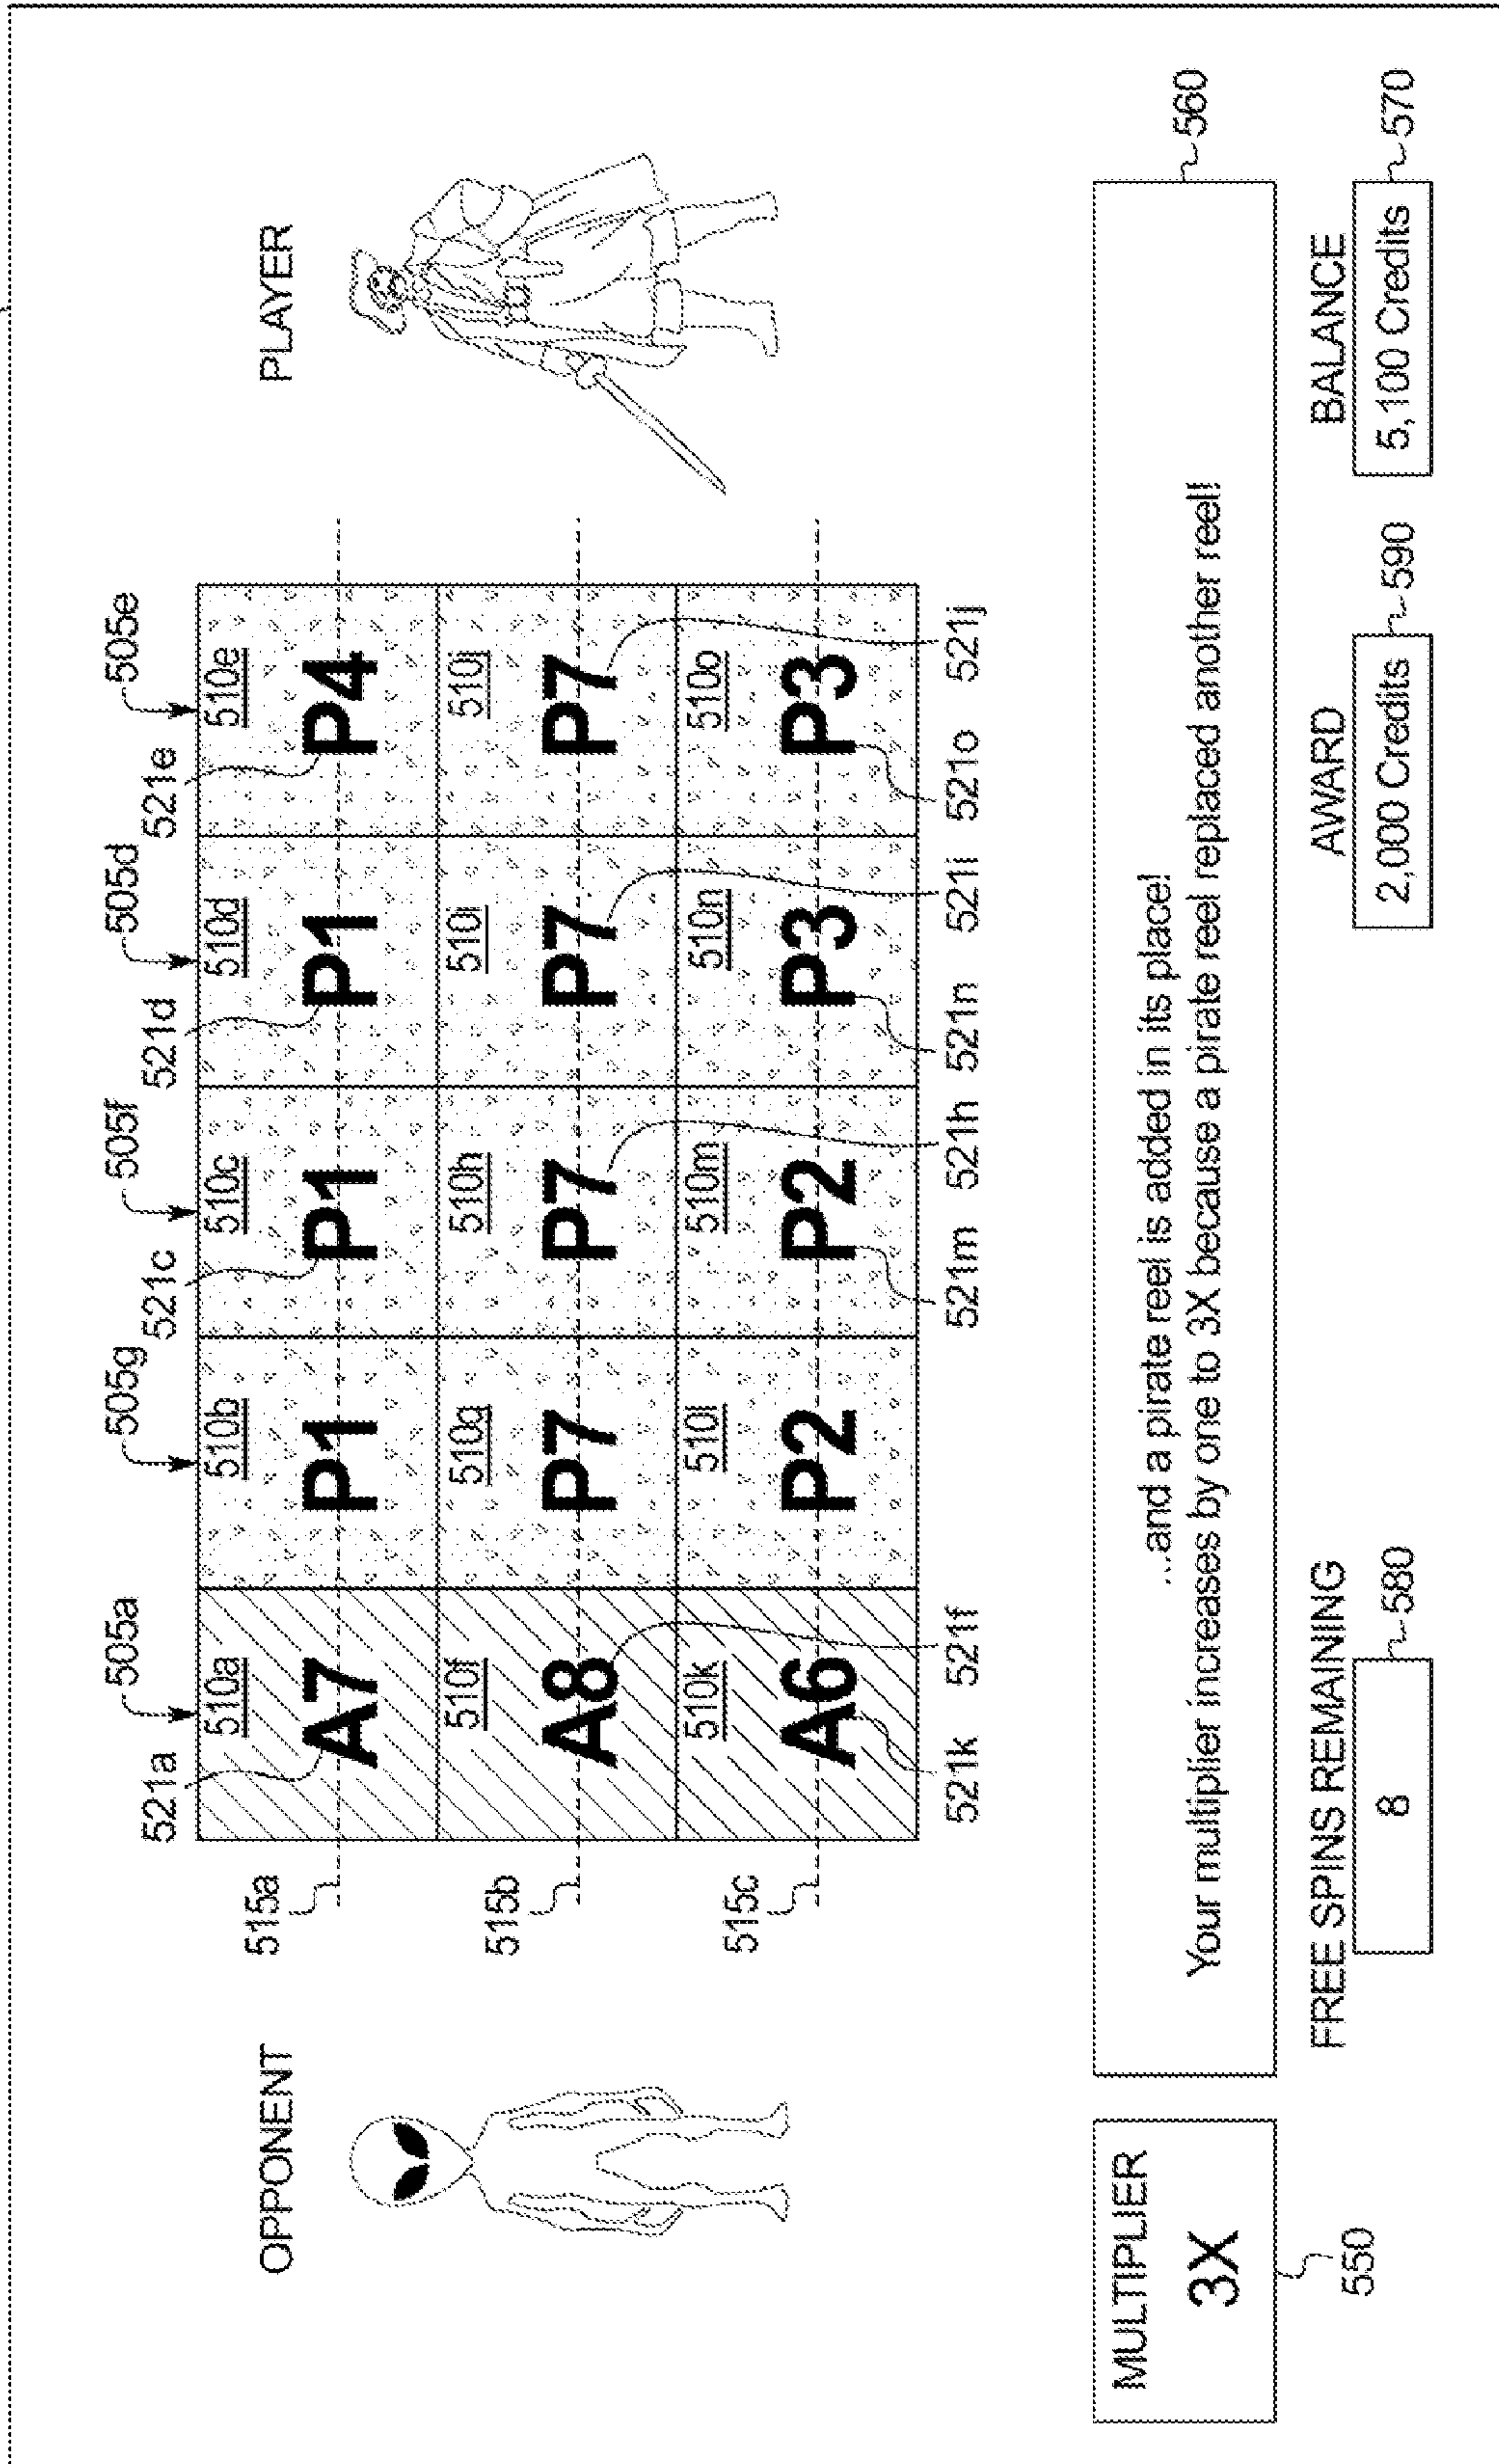 OPPONENT
PLAYER
521a 505a 505g 521c 505f 521d 505d 521e 505e
515a
510a 510b 510c 510d 510e
A7 P1 P1 P1 P4
515b
510f 510g 510h 510i 510j
A8 P7 P7 P7 P7
515c
510k 510l 510m 510n 510o
A6 P2 P2 P3 P3
521k 521f 521m 521h 521n 521i 521o 521j
MULTIPLIER
3X
550
...and a pirate reel is added in its place!
Your multiplier increases by one to 3X because a pirate reel replaced another reel!
560
FREE SPINS REMAINING
8
580
AWARD
2,000 Credits
590
BALANCE
5,100 Credits
570